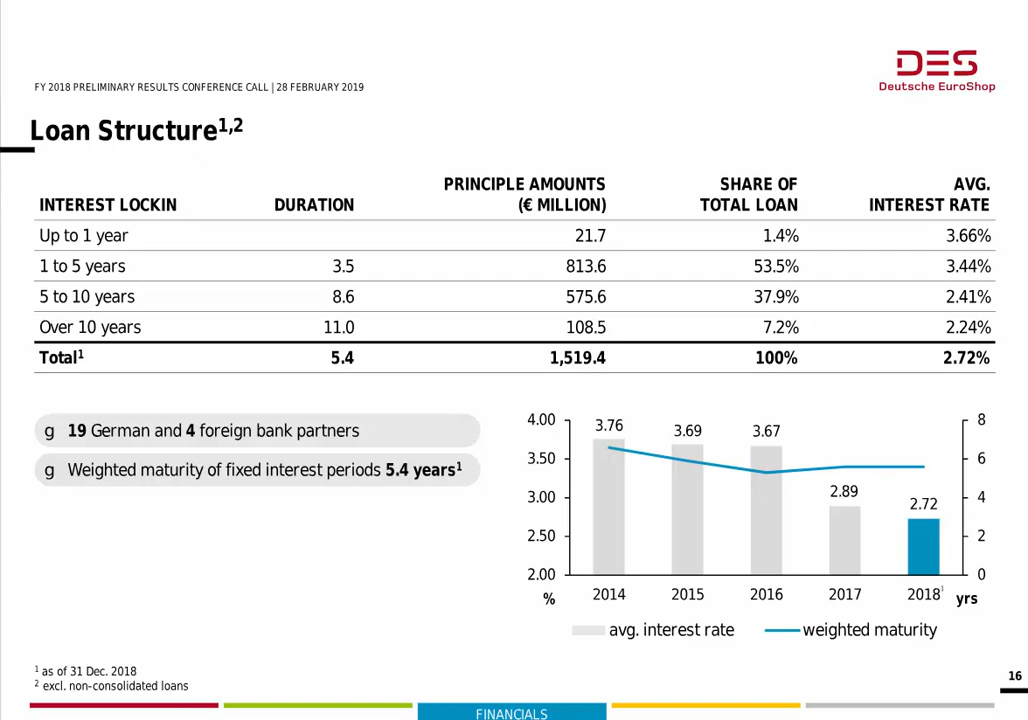 DES
Deutsche EuroShop
FY 2018 PRELIMINARY RESULTS CONFERENCE CALL | 28 FEBRUARY 2019
Loan Structure1,2
INTEREST LOCKIN DURATION PRINCIPLE AMOUNTS (€ MILLION) SHARE OF TOTAL LOAN AVG. INTEREST RATE
Up to 1 year 21.7 1.4% 3.66%
1 to 5 years 3.5 813.6 53.5% 3.44%
5 to 10 years 8.6 575.6 37.9% 2.41%
Over 10 years 11.0 108.5 7.2% 2.24%
Total1 5.4 1,519.4 100% 2.72%
g 19 German and 4 foreign bank partners
g Weighted maturity of fixed interest periods 5.4 years1
4.00 3.76 3.69 3.67 8
3.50 6
3.00 2.89 2.72 4
2.50 2
2.00 0
% 2014 2015 2016 2017 20181 yrs
avg. interest rate weighted maturity
1 as of 31 Dec. 2018
2 excl. non-consolidated loans
16
FINANCIALS